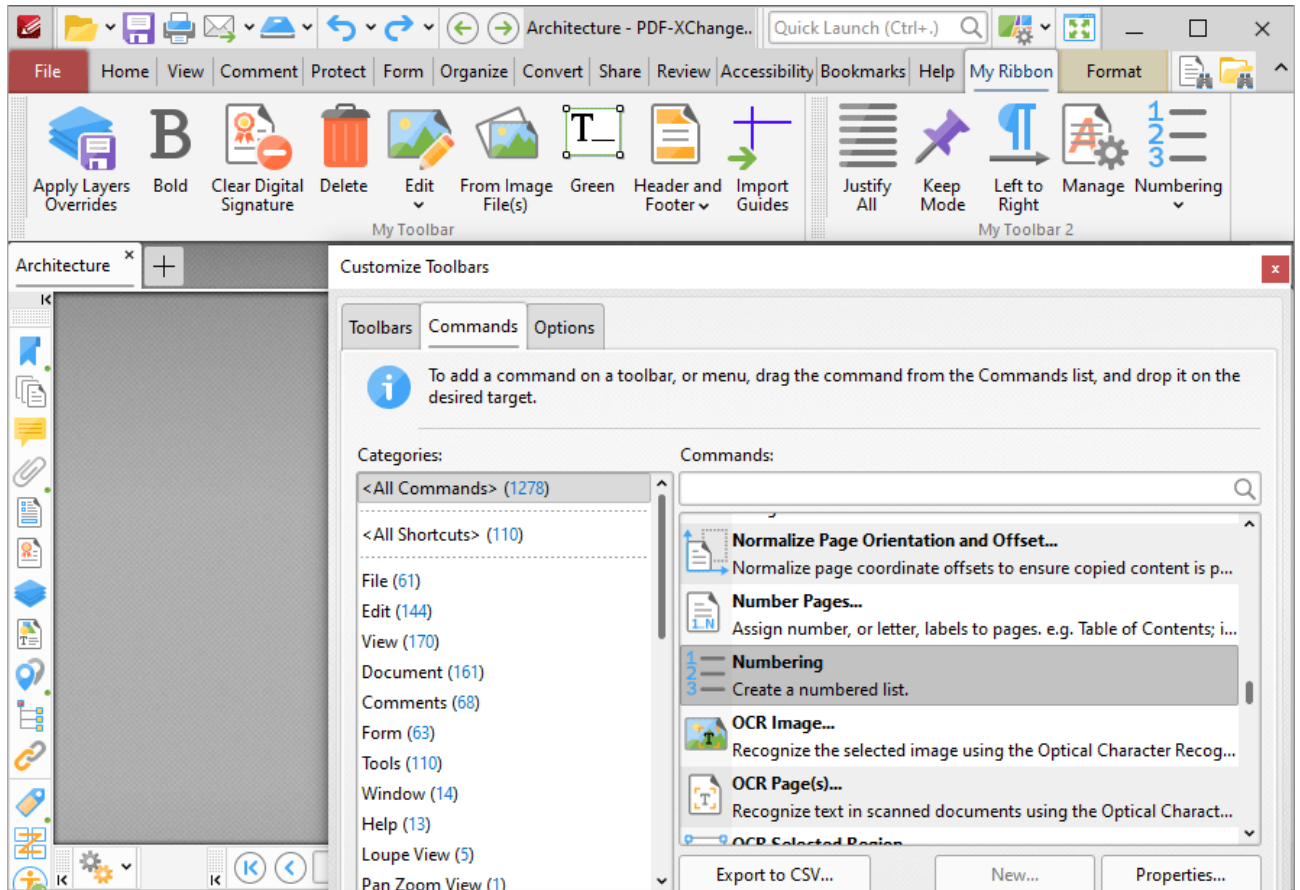 Architecture - PDF-XChange..
Quick Launch (Ctrl+.)
File Home View Comment Protect Form Organize Convert Share Review Accessibility Bookmarks Help My Ribbon Format
B T_ 1 2 3
Apply Layers Overrides
Bold
Clear Digital Signature
Delete
Edit
From Image File(s)
Green
Header and Footer
Import Guides
Justify All
Keep Mode
Left to Right
Manage
Numbering
My Toolbar
My Toolbar 2
Architecture
Customize Toolbars
Toolbars Commands Options
To add a command on a toolbar, or menu, drag the command from the Commands list, and drop it on the
desired target.
Categories:
<All Commands> (1278)
<All Shortcuts> (110)
File (61)
Edit (144)
View (170)
Document (161)
Comments (68)
Form (63)
Tools (110)
Window (14)
Help (13)
Loupe View (5)
Pan Zoom View (1)
Commands:
Normalize Page Orientation and Offset...
Normalize page coordinate offsets to ensure copied content is p...
Number Pages...
Assign number, or letter, labels to pages. e.g. Table of Contents; i...
Numbering
Create a numbered list.
OCR Image...
Recognize the selected image using the Optical Character Recog...
OCR Page(s)...
Recognize text in scanned documents using the Optical Charact...
OCR Selected Region
Export to CSV... New... Properties...